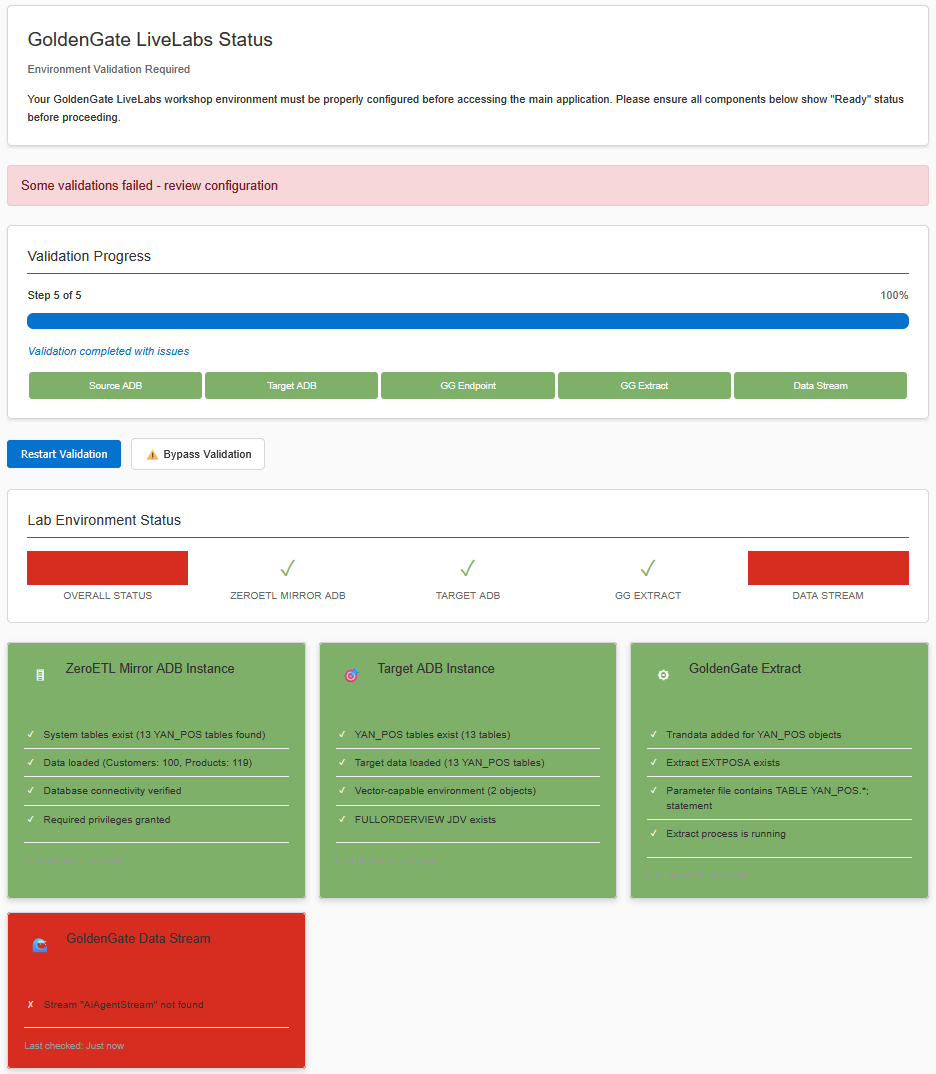 GoldenGate LiveLabs Status
Environment Validation Required
Your GoldenGate LiveLabs workshop environment must be properly configured before accessing the main application. Please ensure all components below show "Ready" status
before proceeding.
Some validations failed - review configuration
Validation Progress
Step 5 of 5 100%
Validation completed with issues
Source ADB Target ADB GG Endpoint GG Extract Data Stream
Restart Validation ⚠ Bypass Validation
Lab Environment Status
✓ ✓ ✓
OVERALL STATUS ZEROETL MIRROR ADB TARGET ADB GG EXTRACT DATA STREAM
ZeroETL Mirror ADB Instance
✓ System tables exist (13 YAN_POS tables found)
✓ Data loaded (Customers: 100, Products: 119)
✓ Database connectivity verified
✓ Required privileges granted
Target ADB Instance
✓ YAN_POS tables exist (13 tables)
✓ Target data loaded (13 YAN_POS tables)
✓ Vector-capable environment (2 objects)
✓ FULLORDERVIEW JDV exists
GoldenGate Extract
✓ Trandata added for YAN_POS objects
✓ Extract EXTPOSA exists
✓ Parameter file contains TABLE YAN_POS.*;
statement
✓ Extract process is running
GoldenGate Data Stream
✗ Stream "AiAgentStream" not found
Last checked: Just now